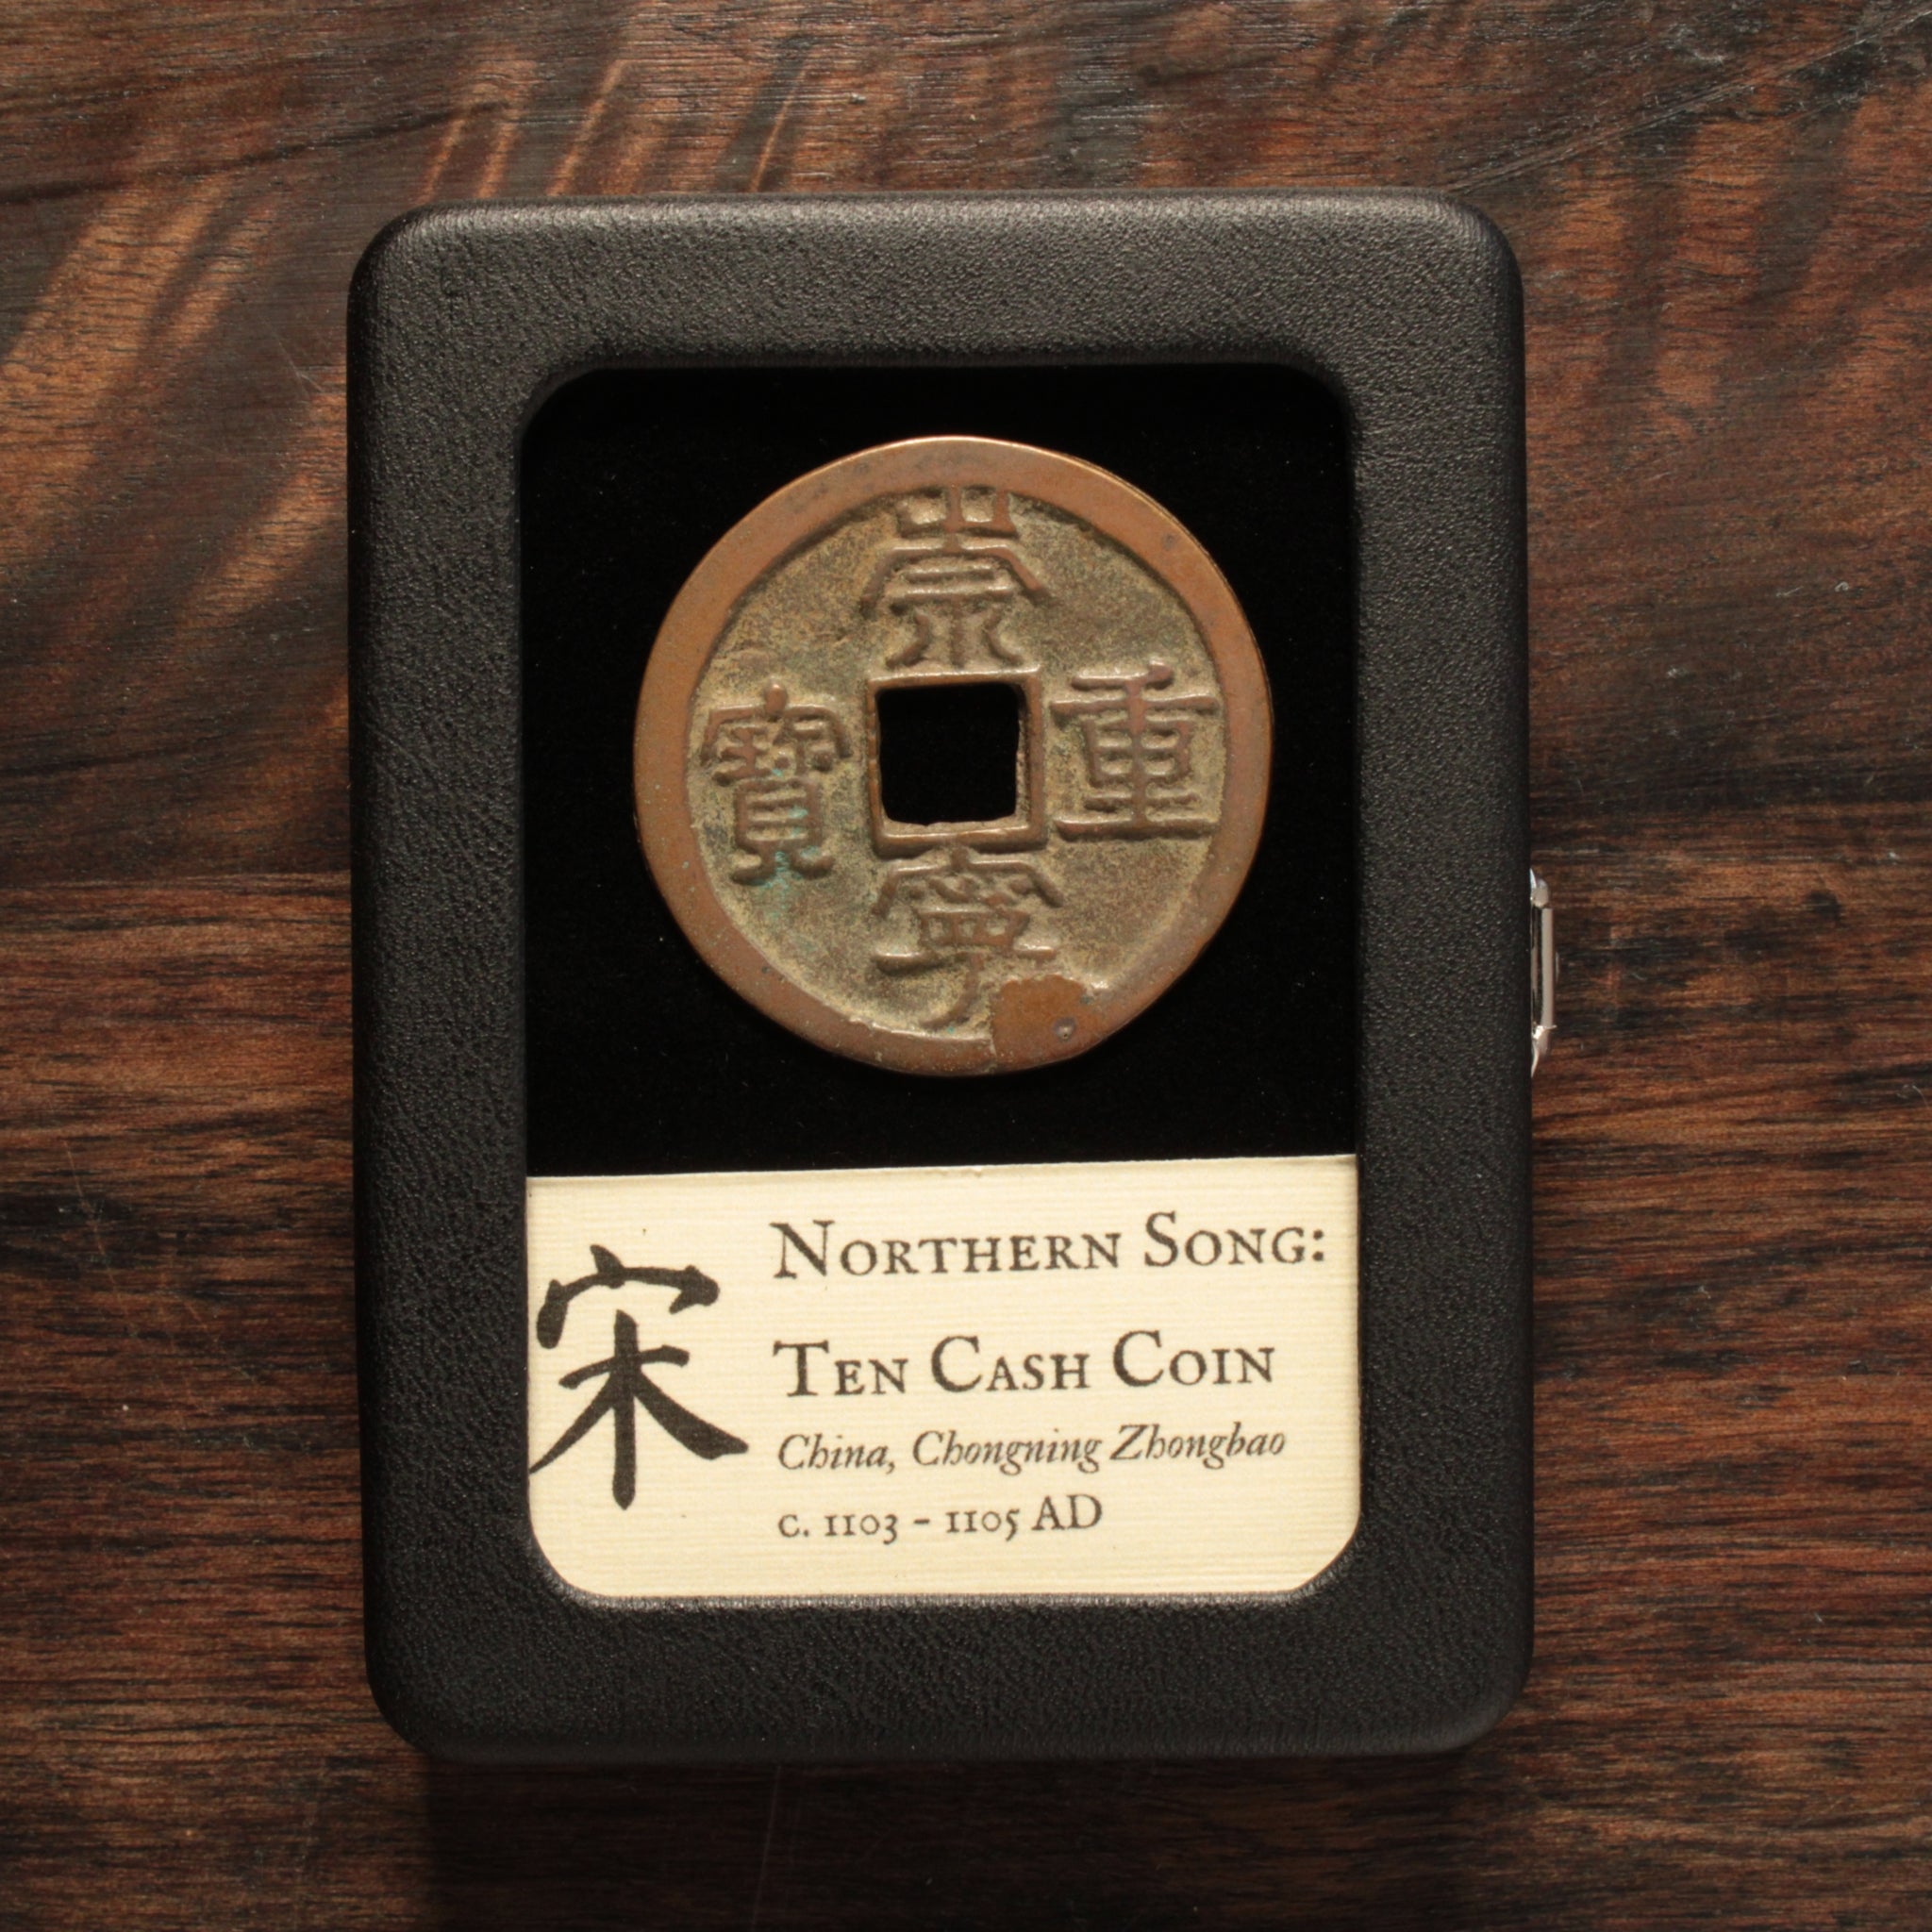 崇寧重寶
宋
Northern Song:
Ten Cash Coin
China, Chongning Zhongbao
c. 1103 – 1105 AD